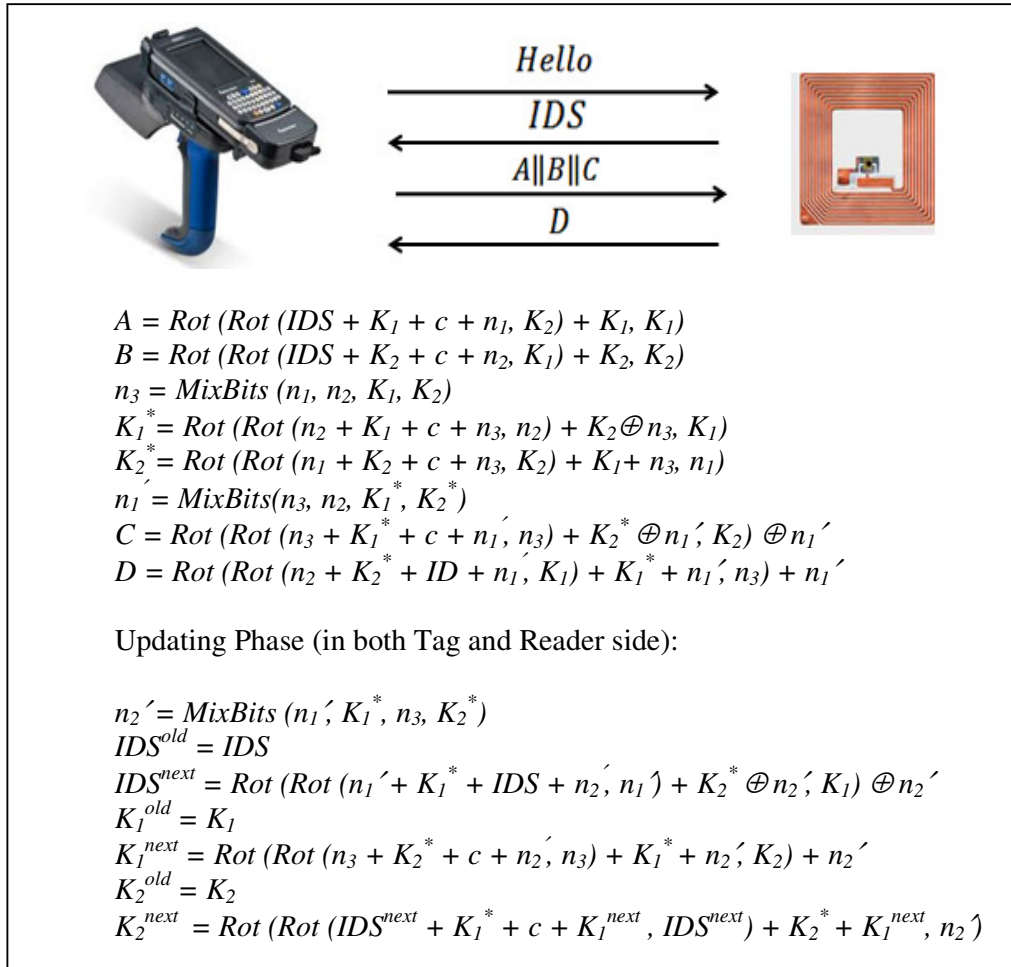 Hello
IDS
A||B||C
D
A = Rot (Rot (IDS + K₁ + c + n₁, K₂) + K₁, K₁)
B = Rot (Rot (IDS + K₂ + c + n₂, K₁) + K₂, K₂)
n₃ = MixBits (n₁, n₂, K₁, K₂)
K₁*= Rot (Rot (n₂ + K₁ + c + n₃, n₂) + K₂⊕n₃, K₁)
K₂*= Rot (Rot (n₁ + K₂ + c + n₃, K₂) + K₁+ n₃, n₁)
n₁´ = MixBits(n₃, n₂, K₁*, K₂*)
C = Rot (Rot (n₃ + K₁* + c + n₁´, n₃) + K₂* ⊕n₁´, K₂) ⊕n₁´
D = Rot (Rot (n₂ + K₂* + ID + n₁´, K₁) + K₁* + n₁´, n₃) + n₁´
Updating Phase (in both Tag and Reader side):
n₂´ = MixBits (n₁´, K₁*, n₃, K₂*)
IDSᵒˡᵈ = IDS
IDSⁿᵉˣᵗ = Rot (Rot (n₁´ + K₁* + IDS + n₂´, n₁´) + K₂* ⊕n₂´, K₁) ⊕n₂´
K₁ᵒˡᵈ = K₁
K₁ⁿᵉˣᵗ = Rot (Rot (n₃ + K₂* + c + n₂´, n₃) + K₁* + n₂´, K₂) + n₂´
K₂ᵒˡᵈ = K₂
K₂ⁿᵉˣᵗ = Rot (Rot (IDSⁿᵉˣᵗ + K₁* + c + K₁ⁿᵉˣᵗ, IDSⁿᵉˣᵗ) + K₂* + K₁ⁿᵉˣᵗ, n₂´)